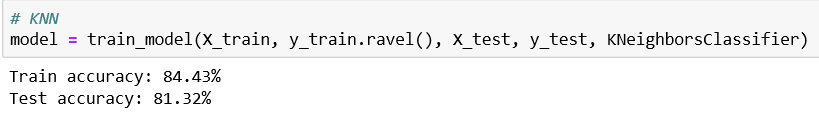 # KNN
model = train_model(X_train, y_train.ravel(), X_test, y_test, KNeighborsClassifier)
Train accuracy: 84.43%
Test accuracy: 81.32%